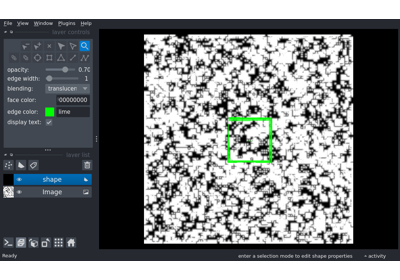 File View Window Plugins Help
layer controls
opacity: 0.70
edge width: 1
blending: translucen
face color: 00000000
edge color: lime
display text:
layer list
shape
Image
Ready enter a selection mode to edit shape properties activity